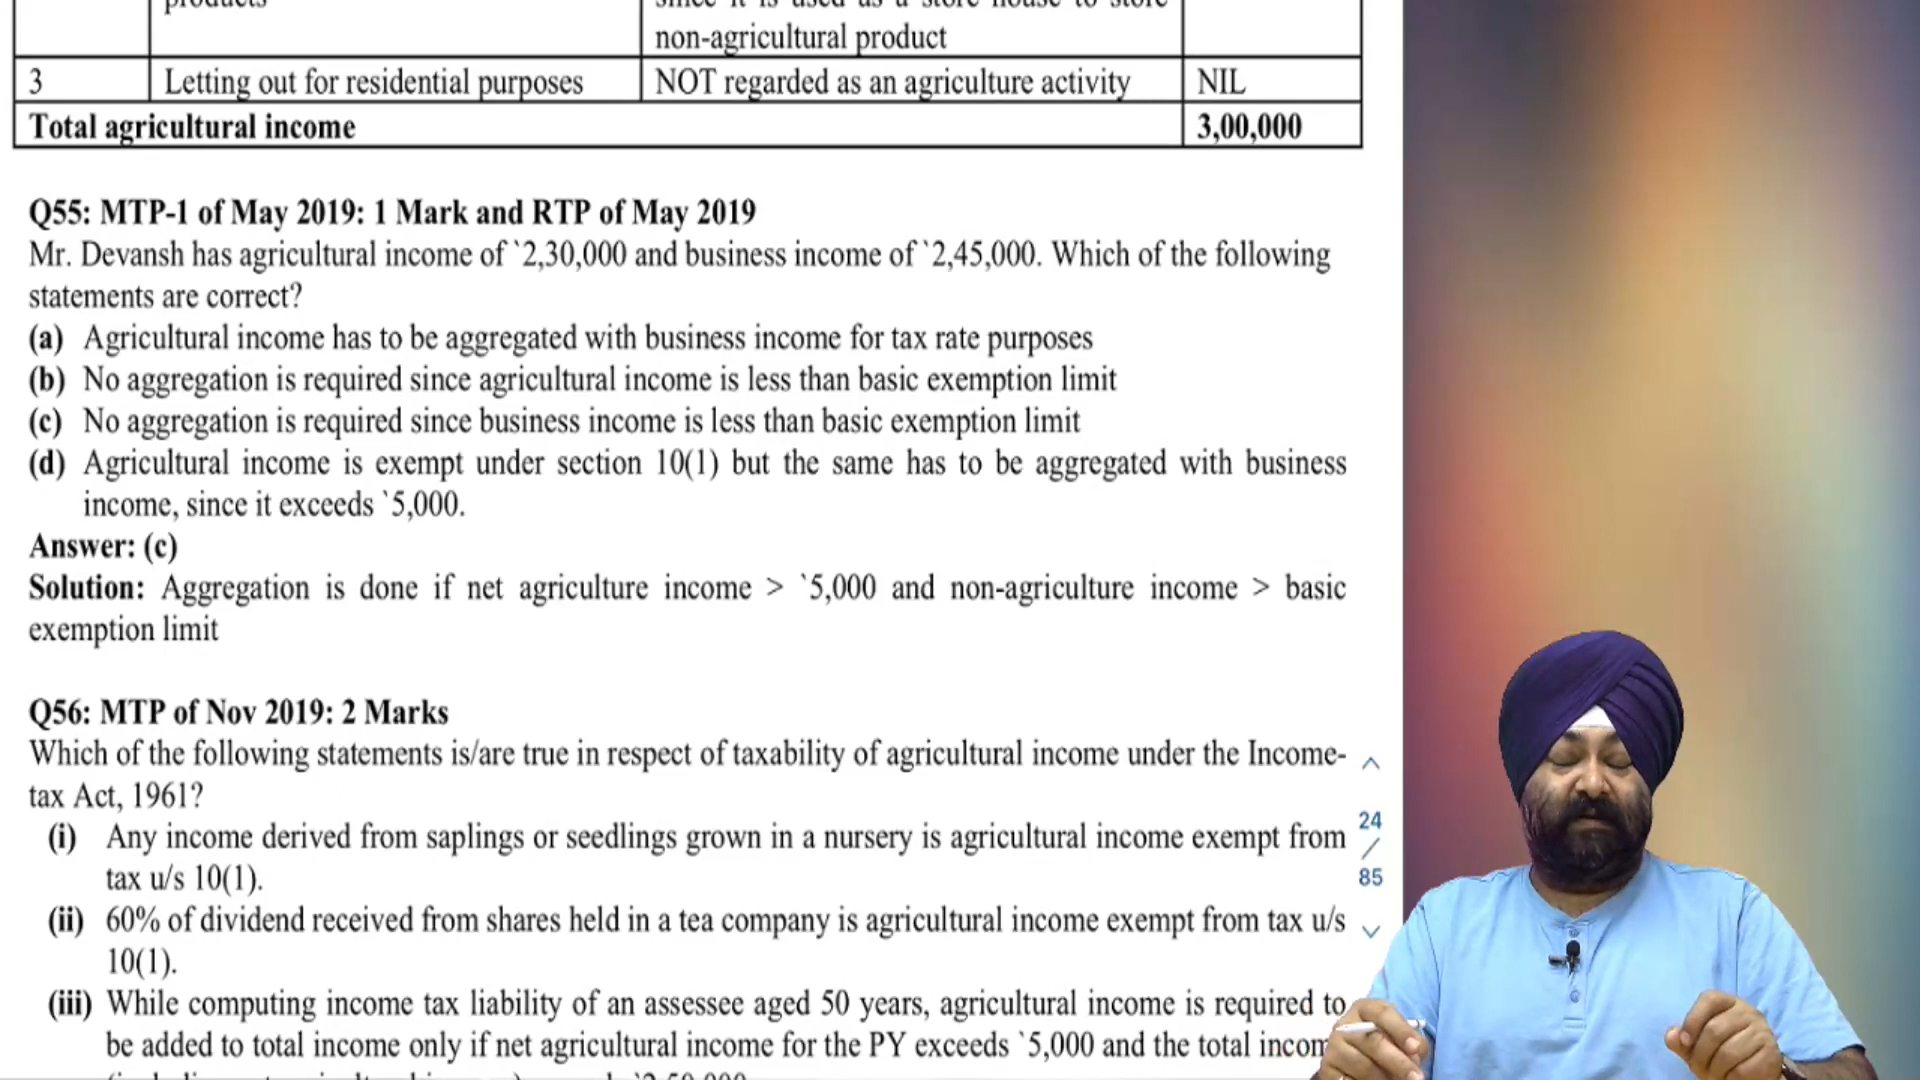 non-agricultural product
3 Letting out for residential purposes NOT regarded as an agriculture activity NIL
Total agricultural income 3,00,000
Q55: MTP-1 of May 2019: 1 Mark and RTP of May 2019
Mr. Devansh has agricultural income of `2,30,000 and business income of `2,45,000. Which of the following
statements are correct?
(a) Agricultural income has to be aggregated with business income for tax rate purposes
(b) No aggregation is required since agricultural income is less than basic exemption limit
(c) No aggregation is required since business income is less than basic exemption limit
(d) Agricultural income is exempt under section 10(1) but the same has to be aggregated with business
income, since it exceeds `5,000.
Answer: (c)
Solution: Aggregation is done if net agriculture income > `5,000 and non-agriculture income > basic
exemption limit
Q56: MTP of Nov 2019: 2 Marks
Which of the following statements is/are true in respect of taxability of agricultural income under the Income-
tax Act, 1961?
(i) Any income derived from saplings or seedlings grown in a nursery is agricultural income exempt from
tax u/s 10(1).
(ii) 60% of dividend received from shares held in a tea company is agricultural income exempt from tax u/s
10(1).
(iii) While computing income tax liability of an assessee aged 50 years, agricultural income is required to
be added to total income only if net agricultural income for the PY exceeds `5,000 and the total
24
/
85